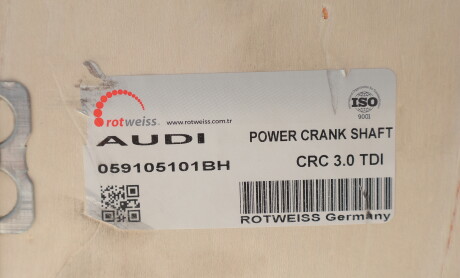 rotweiss www.rotweiss.com.tr
ISO
9001
AUDI POWER CRANK SHAFT
059105101BH CRC 3.0 TDI
ROTWEISS Germany